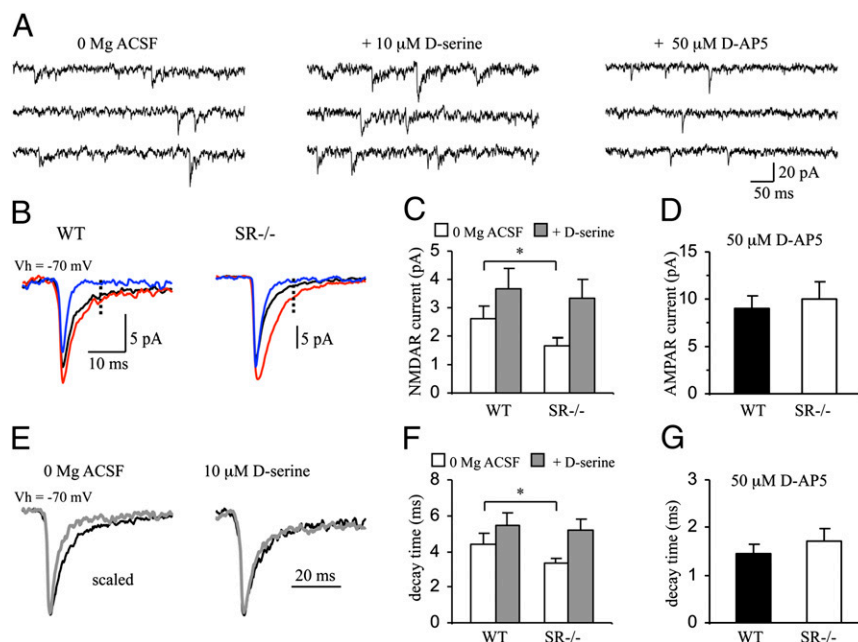 A
0 Mg ACSF
+ 10 µM D-serine
+ 50 µM D-AP5
20 pA
50 ms
B
WT
SR-/-
Vh = -70 mV
5 pA
10 ms
5 pA
C
0 Mg ACSF
+ D-serine
NMDAR current (pA)
6
5
4
3
2
1
0
*
WT
SR-/-
D
50 µM D-AP5
AMPAR current (pA)
15
10
5
0
WT
SR-/-
E
0 Mg ACSF
10 µM D-serine
Vh = -70 mV
scaled
20 ms
F
0 Mg ACSF
+ D-serine
decay time (ms)
8
6
4
2
0
*
WT
SR-/-
G
50 µM D-AP5
decay time (ms)
3
2
1
0
WT
SR-/-